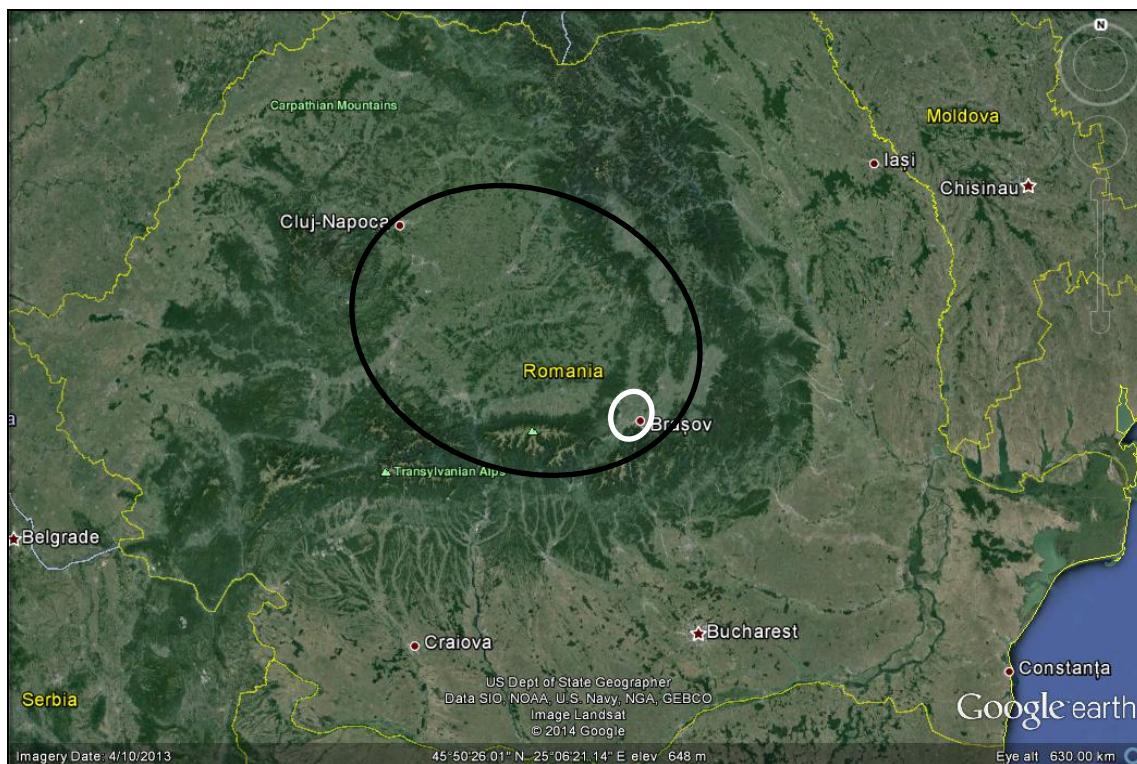 N
Carpathian Mountains
Moldova
Iași
Chisinau
Cluj-Napoca
Romania
Brașov
Transylvanian Alps
Belgrade
Craiova
Bucharest
Constanța
Serbia
US Dept of State Geographer
Data SIO, NOAA, U.S. Navy, NGA, GEBCO
Image Landsat
© 2014 Google
Google earth
Imagery Date: 4/10/2013
45°50'26.01" N 25°06'21.14" E elev 648 m
Eye alt 630.00 km